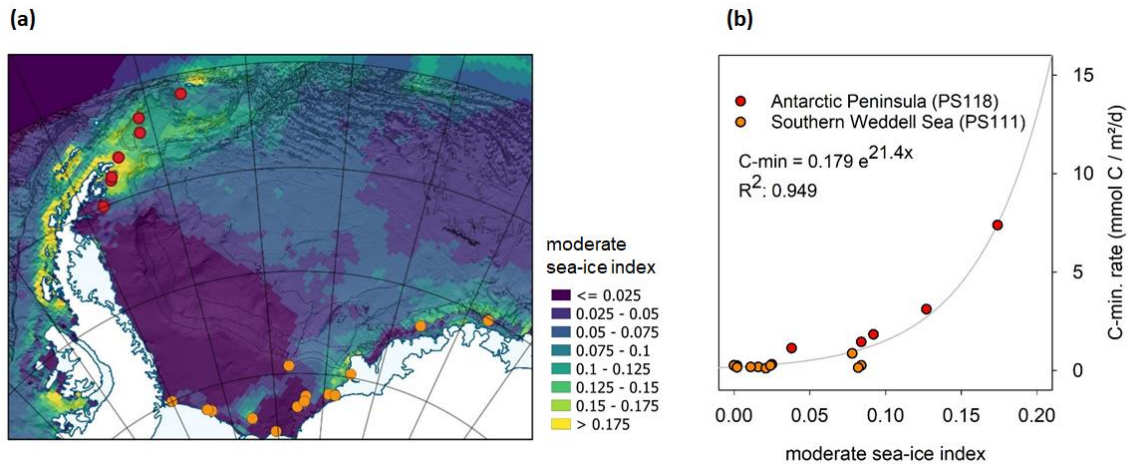 (a)
moderate
sea-ice index
<= 0.025
0.025 - 0.05
0.05 - 0.075
0.075 - 0.1
0.1 - 0.125
0.125 - 0.15
0.15 - 0.175
> 0.175
(b)
Antarctic Peninsula (PS118)
Southern Weddell Sea (PS111)
C-min = 0.179 e^21.4x
R²: 0.949
15
10
5
0
C-min. rate (mmol C / m²/d)
0.00 0.05 0.10 0.15 0.20
moderate sea-ice index